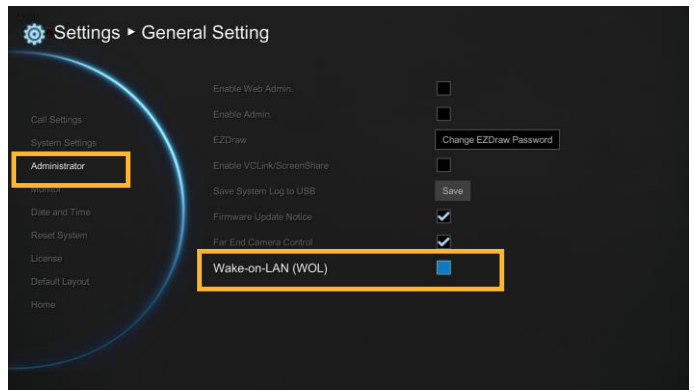 Settings ▸ General Setting
Enable Web Admin.
Call Settings
Enable Admin.
System Settings
EZDraw
Change EZDraw Password
Administrator
Enable VCLink/ScreenShare
Monitor
Save System Log to USB
Save
Date and Time
Firmware Update Notice
Reset System
Far End Camera Control
License
Wake-on-LAN (WOL)
Default Layout
Home